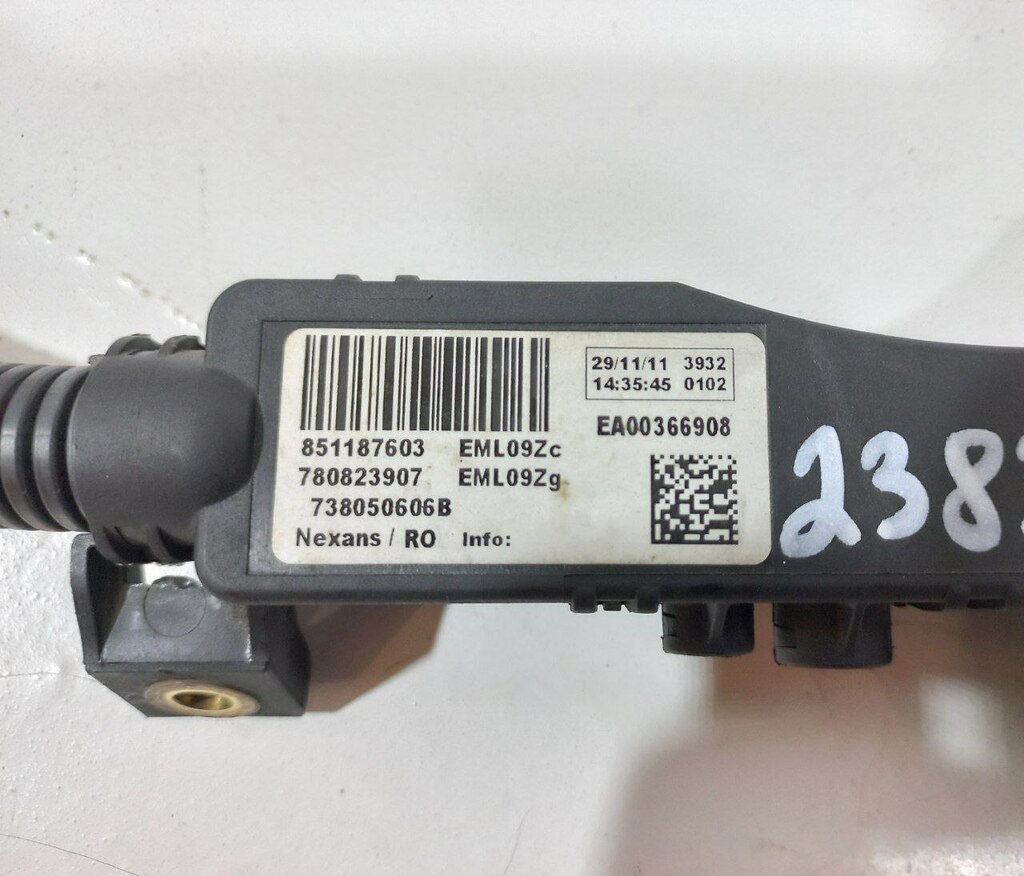 29/11/11 3932
14:35:45 0102
EA00366908
851187603 EML09Zc
780823907 EML09Zg
738050606B
Nexans / RO Info:
238